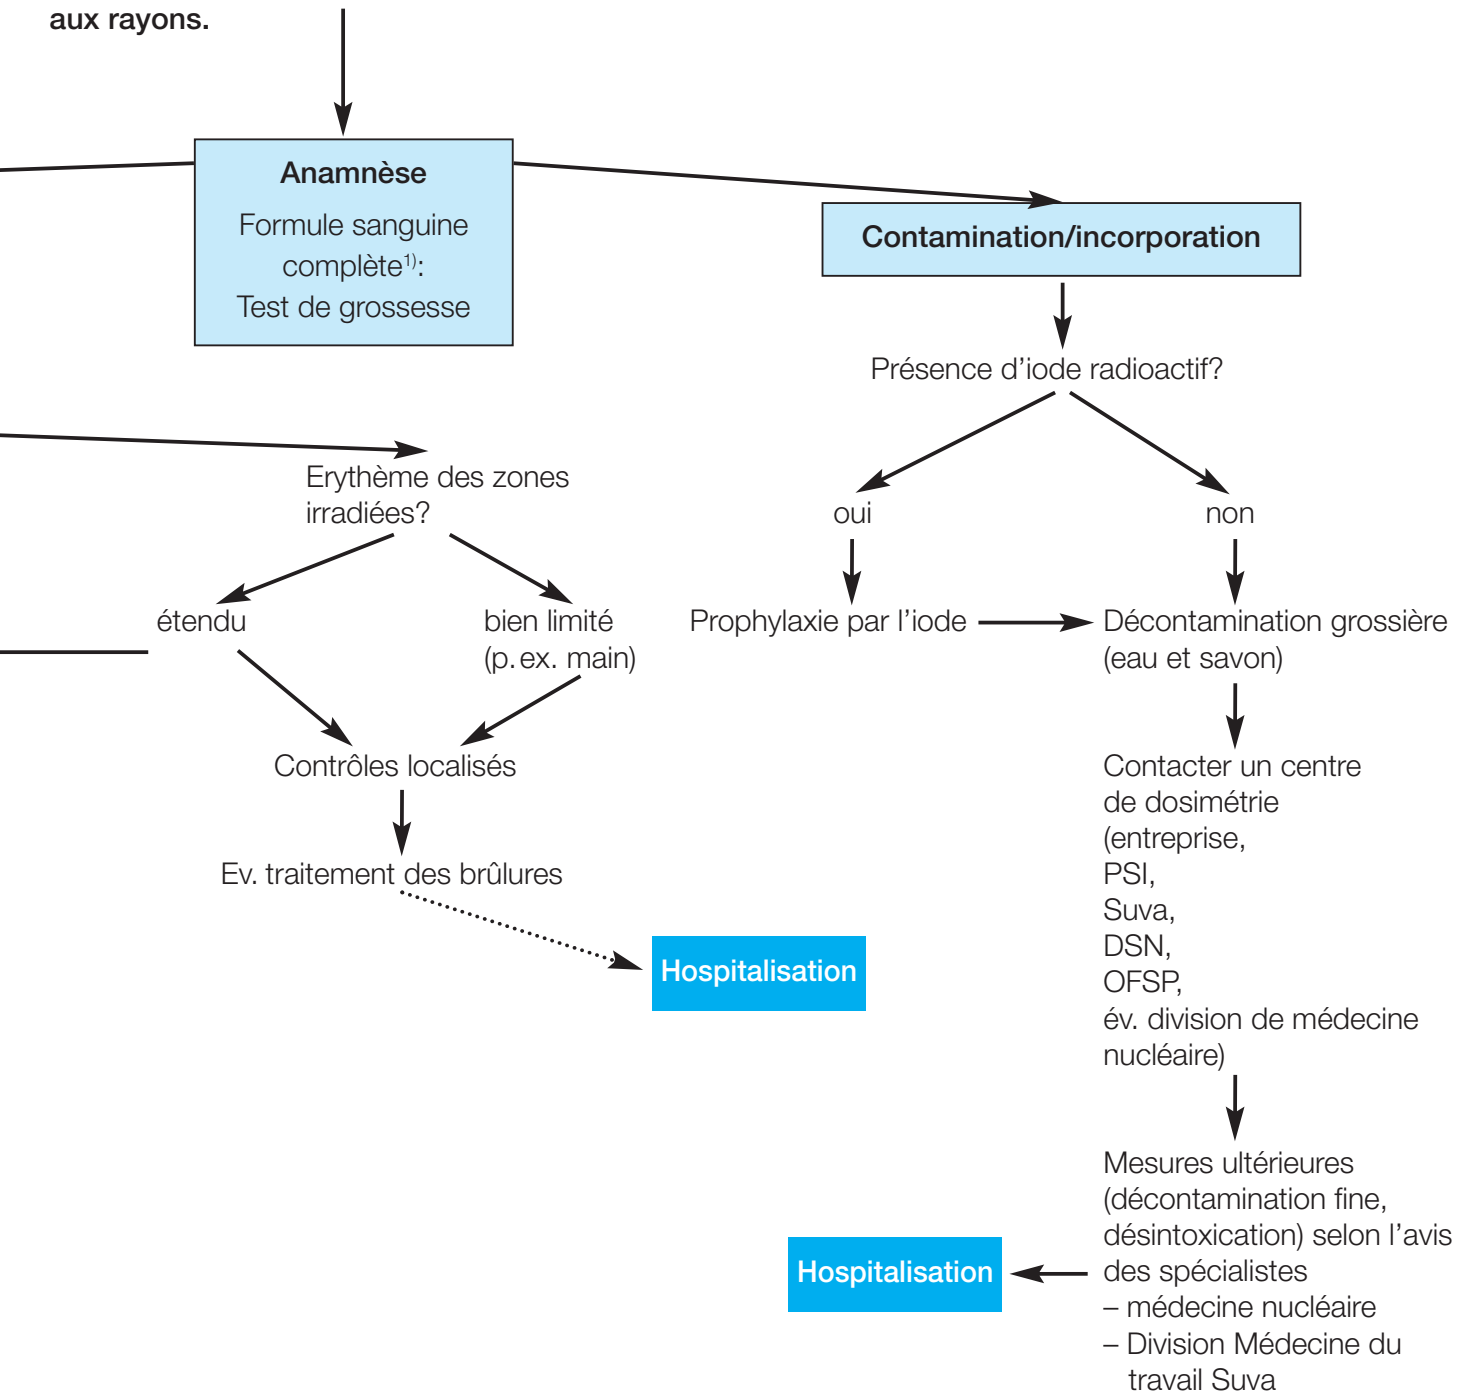 aux rayons.
Anamnèse
Formule sanguine
complète1):
Test de grossesse
Contamination/incorporation
Présence d’iode radioactif?
Erythème des zones
irradiées?
oui
non
étendu
bien limité
(p. ex. main)
Prophylaxie par l’iode
Décontamination grossière
(eau et savon)
Contrôles localisés
Contacter un centre
de dosimétrie
(entreprise,
PSI,
Suva,
DSN,
OFSP,
év. division de médecine
nucléaire)
Ev. traitement des brûlures
Hospitalisation
Mesures ultérieures
(décontamination fine,
désintoxication) selon l’avis
des spécialistes
– médecine nucléaire
– Division Médecine du
travail Suva
Hospitalisation